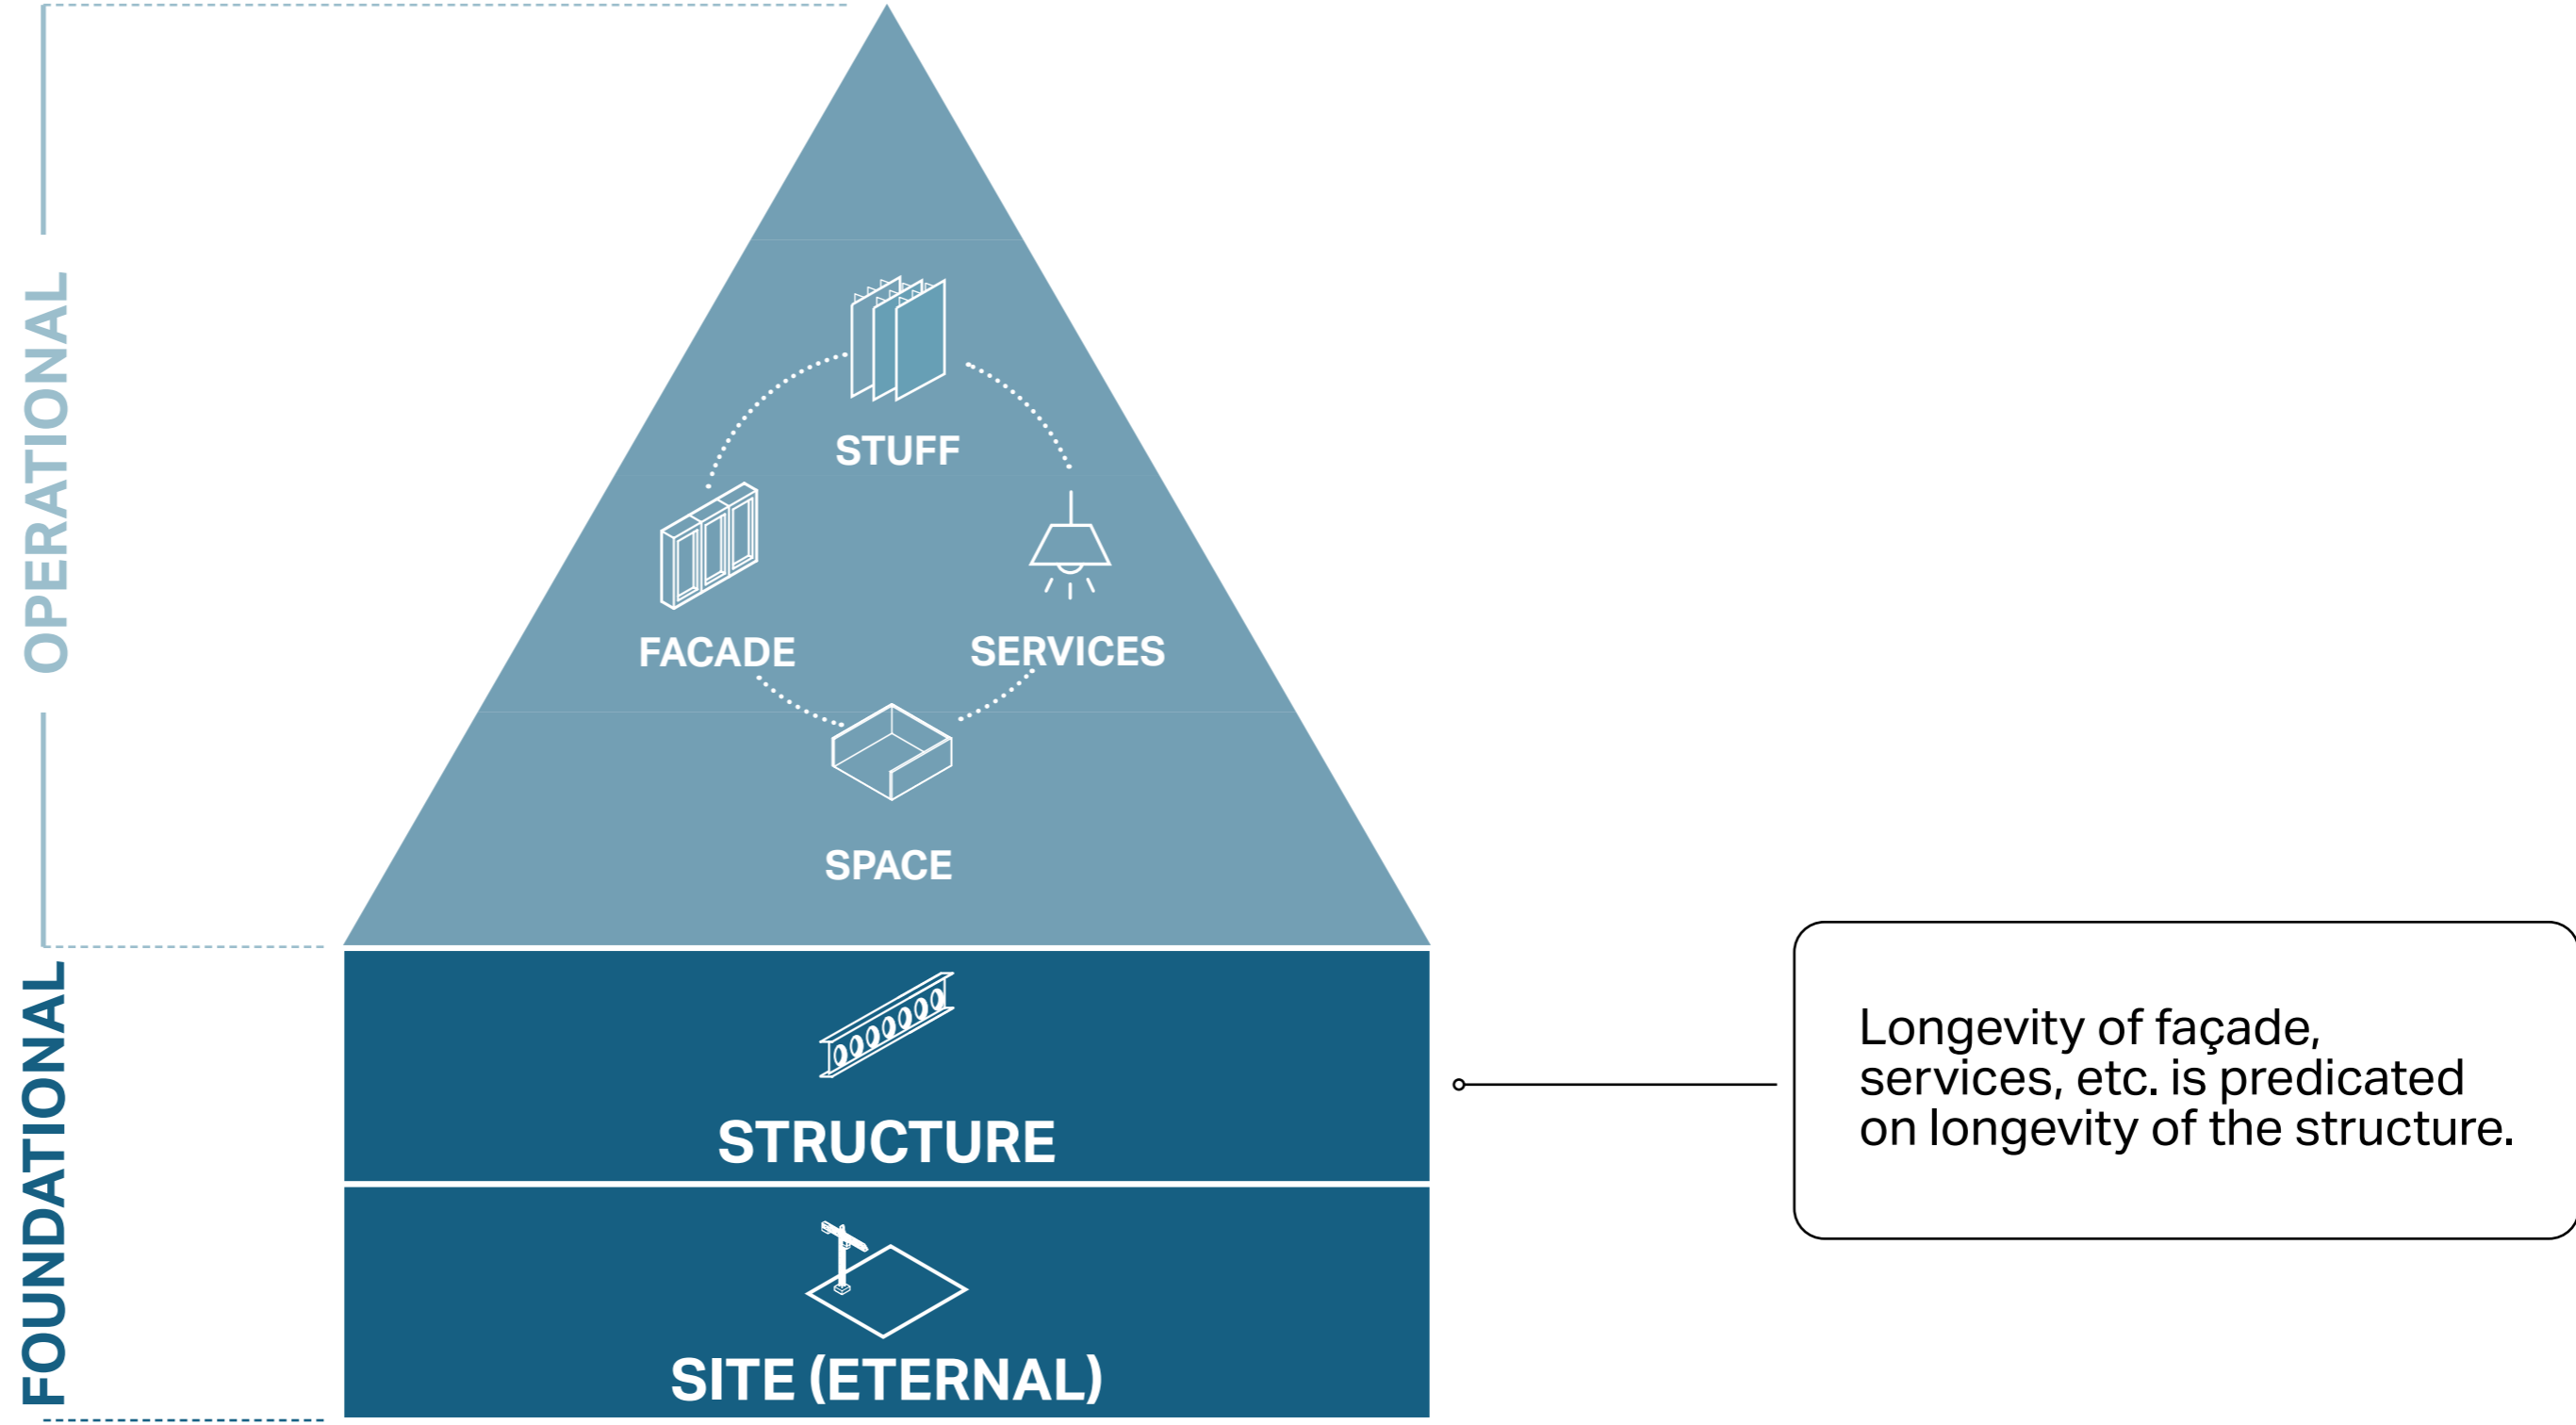 OPERATIONAL
STUFF
FACADE
SERVICES
SPACE
FOUNDATIONAL
STRUCTURE
Longevity of façade,
services, etc. is predicated
on longevity of the structure.
SITE (ETERNAL)